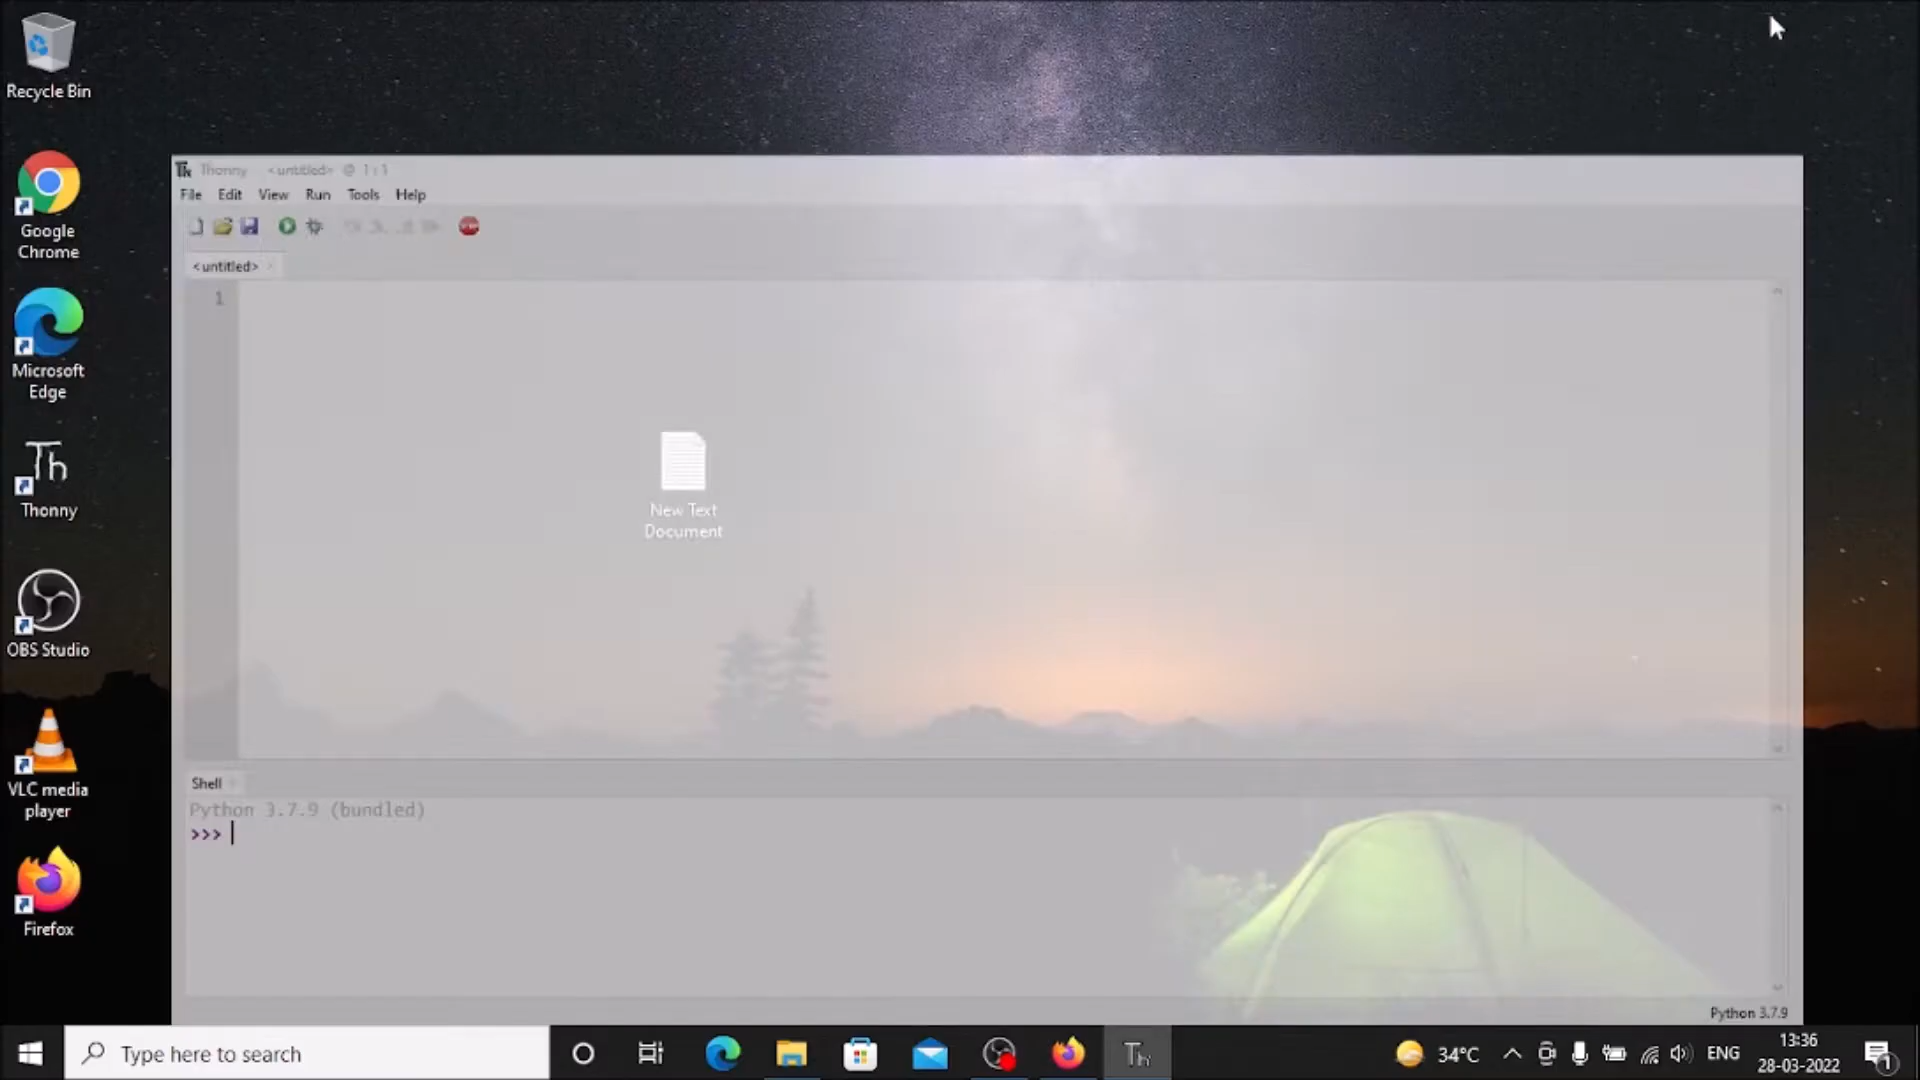 Recycle Bin
Google
Chrome
Microsoft
Edge
Thonny
OBS Studio
VLC media
player
Firefox
Thonny - <untitled> @ 1:1
File Edit View Run Tools Help
<untitled>
1
New Text
Document
Shell
Python 3.7.9 (bundled)
>>>
Python 3.7.9
Type here to search
34°C
ENG
13:36
28-03-2022
1